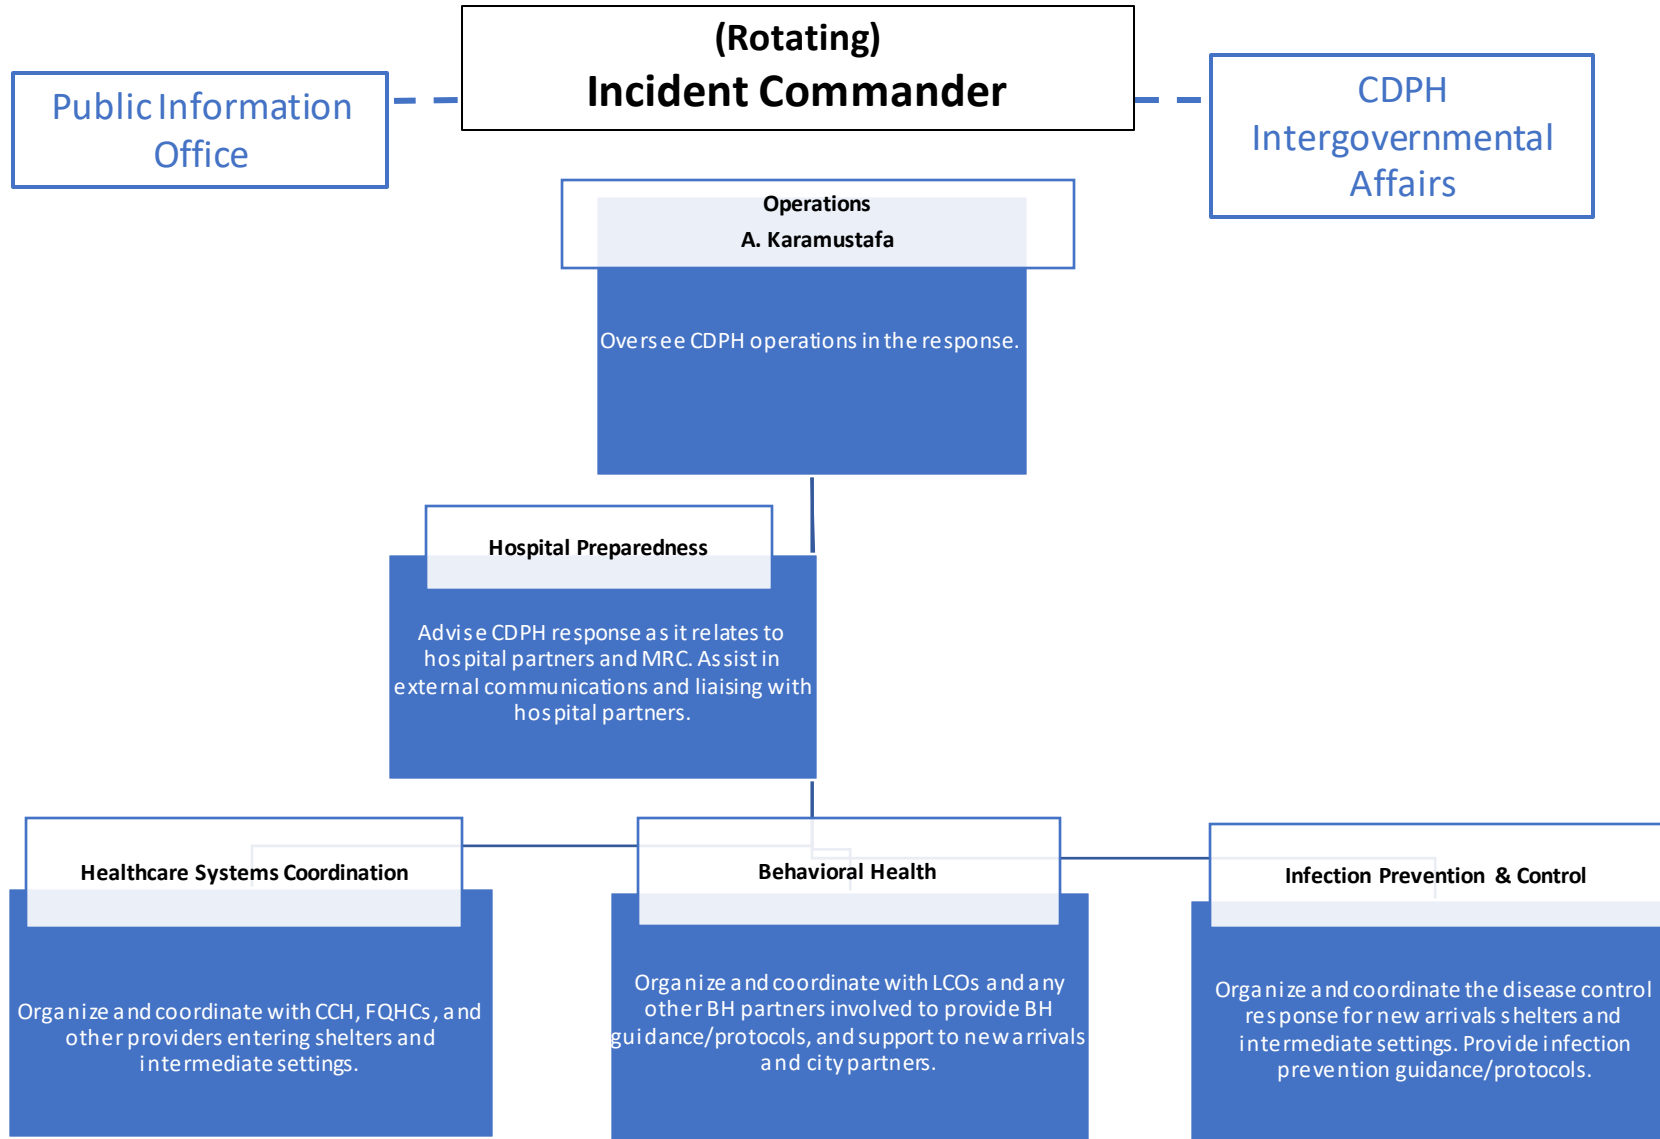 (Rotating)
Incident Commander
Public Information
Office
CDPH
Intergovernmental
Affairs
Operations
A. Karamustafa
Oversee CDPH operations in the response.
Hospital Preparedness
Advise CDPH response as it relates to
hospital partners and MRC. Assist in
external communications and liaising with
hospital partners.
Healthcare Systems Coordination
Organize and coordinate with CCH, FQHCs, and
other providers entering shelters and
intermediate settings.
Behavioral Health
Organize and coordinate with LCOs and any
other BH partners involved to provide BH
guidance/protocols, and support to new arrivals
and city partners.
Infection Prevention & Control
Organize and coordinate the disease control
response for new arrivals shelters and
intermediate settings. Provide infection
prevention guidance/protocols.